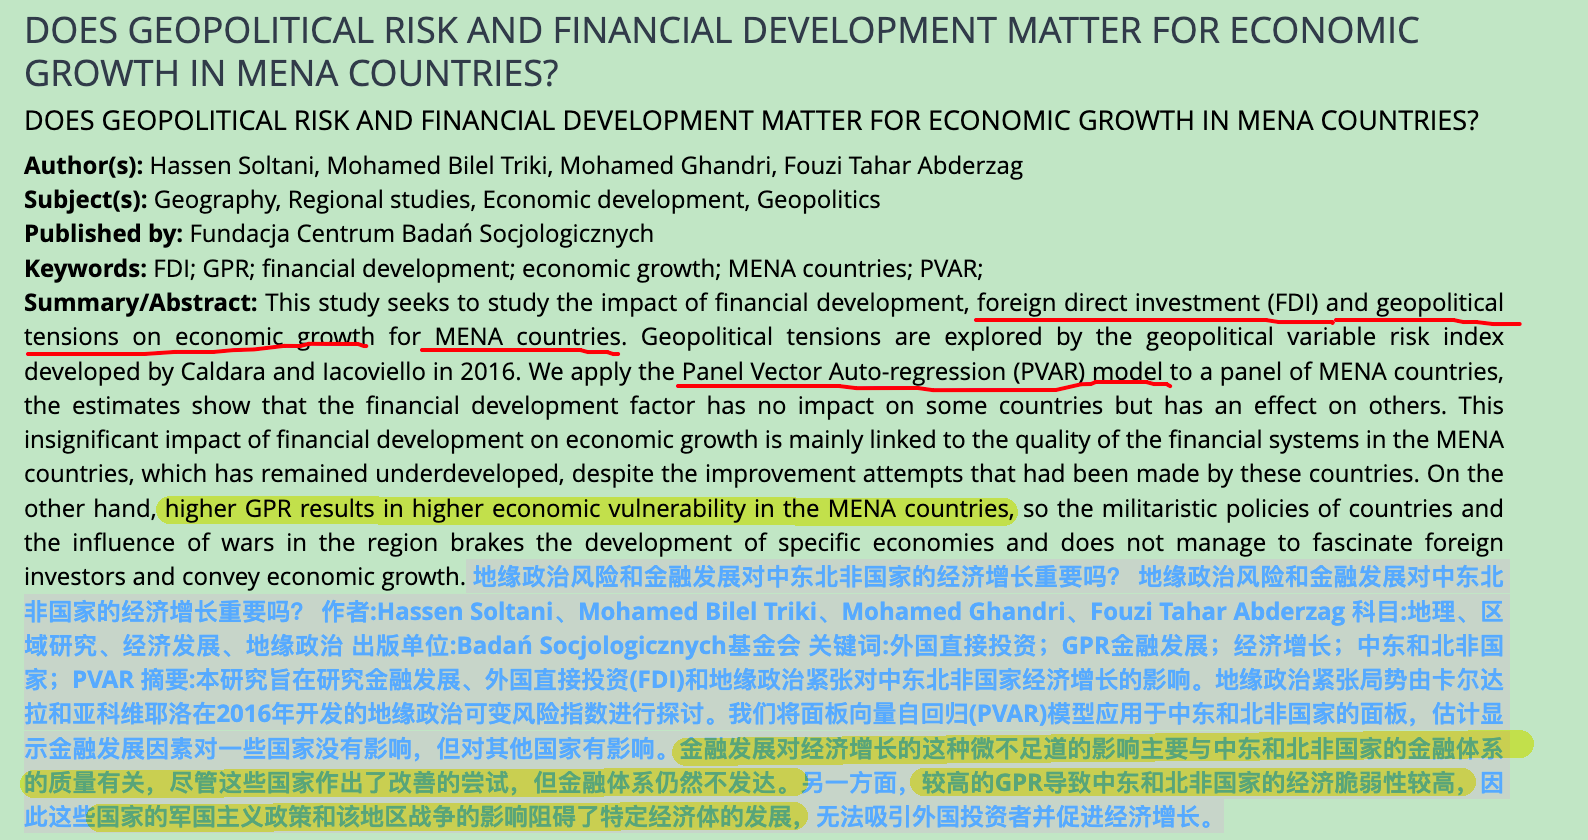 DOES GEOPOLITICAL RISK AND FINANCIAL DEVELOPMENT MATTER FOR ECONOMIC
GROWTH IN MENA COUNTRIES?
DOES GEOPOLITICAL RISK AND FINANCIAL DEVELOPMENT MATTER FOR ECONOMIC GROWTH IN MENA COUNTRIES?
Author(s): Hassen Soltani, Mohamed Bilel Triki, Mohamed Ghandri, Fouzi Tahar Abderzag
Subject(s): Geography, Regional studies, Economic development, Geopolitics
Published by: Fundacja Centrum Badań Socjologicznych
Keywords: FDI; GPR; financial development; economic growth; MENA countries; PVAR;
Summary/Abstract: This study seeks to study the impact of financial development, foreign direct investment (FDI) and geopolitical
tensions on economic growth for MENA countries. Geopolitical tensions are explored by the geopolitical variable risk index
developed by Caldara and Iacoviello in 2016. We apply the Panel Vector Auto-regression (PVAR) model to a panel of MENA countries,
the estimates show that the financial development factor has no impact on some countries but has an effect on others. This
insignificant impact of financial development on economic growth is mainly linked to the quality of the financial systems in the MENA
countries, which has remained underdeveloped, despite the improvement attempts that had been made by these countries. On the
other hand, higher GPR results in higher economic vulnerability in the MENA countries, so the militaristic policies of countries and
the influence of wars in the region brakes the development of specific economies and does not manage to fascinate foreign
investors and convey economic growth. 地缘政治风险和金融发展对中东北非国家的经济增长重要吗? 地缘政治风险和金融发展对中东北
非国家的经济增长重要吗? 作者:Hassen Soltani、Mohamed Bilel Triki、Mohamed Ghandri、Fouzi Tahar Abderzag 科目:地理、区
域研究、经济发展、地缘政治 出版单位:Badań Socjologicznych基金会 关键词:外国直接投资；GPR金融发展；经济增长；中东和北非国
家；PVAR 摘要:本研究旨在研究金融发展、外国直接投资(FDI)和地缘政治紧张对中东北非国家经济增长的影响。地缘政治紧张局势由卡尔达
拉和亚科维耶洛在2016年开发的地缘政治可变风险指数进行探讨。我们将面板向量自回归(PVAR)模型应用于中东和北非国家的面板，估计显
示金融发展因素对一些国家没有影响，但对其他国家有影响。金融发展对经济增长的这种微不足道的影响主要与中东和北非国家的金融体系
的质量有关，尽管这些国家作出了改善的尝试，但金融体系仍然不发达。另一方面，较高的GPR导致中东和北非国家的经济脆弱性较高，因
此这些国家的军国主义政策和该地区战争的影响阻碍了特定经济体的发展，无法吸引外国投资者并促进经济增长。